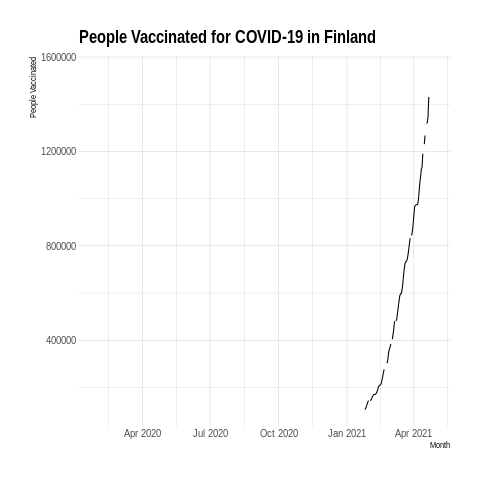 People Vaccinated for COVID-19 in Finland
People Vaccinated
1600000
1200000
800000
400000
Apr 2020
Jul 2020
Oct 2020
Jan 2021
Apr 2021
Month